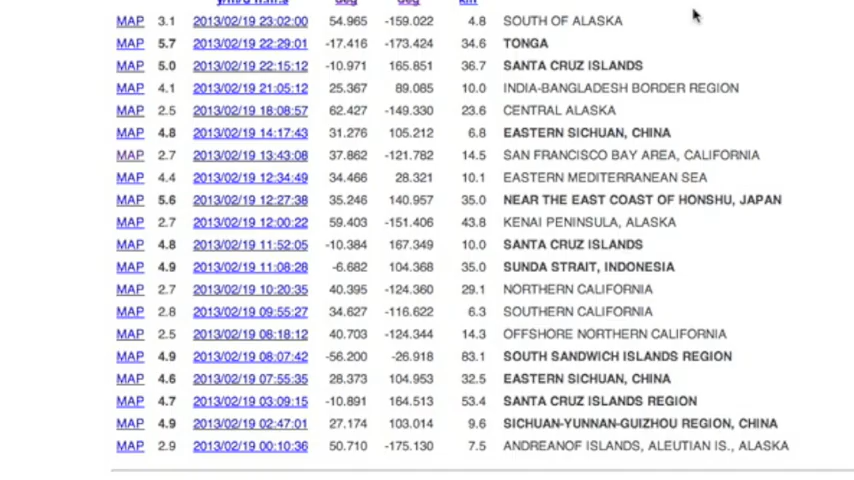 y/m/d h:m:s deg deg km
MAP 3.1 2013/02/19 23:02:00 54.965 -159.022 4.8 SOUTH OF ALASKA
MAP 5.7 2013/02/19 22:29:01 -17.416 -173.424 34.6 TONGA
MAP 5.0 2013/02/19 22:15:12 -10.971 165.851 36.7 SANTA CRUZ ISLANDS
MAP 4.1 2013/02/19 21:05:12 25.367 89.085 10.0 INDIA-BANGLADESH BORDER REGION
MAP 2.5 2013/02/19 18:08:57 62.427 -149.330 23.6 CENTRAL ALASKA
MAP 4.8 2013/02/19 14:17:43 31.276 105.212 6.8 EASTERN SICHUAN, CHINA
MAP 2.7 2013/02/19 13:43:08 37.862 -121.782 14.5 SAN FRANCISCO BAY AREA, CALIFORNIA
MAP 4.4 2013/02/19 12:34:49 34.466 28.321 10.1 EASTERN MEDITERRANEAN SEA
MAP 5.6 2013/02/19 12:27:38 35.246 140.957 35.0 NEAR THE EAST COAST OF HONSHU, JAPAN
MAP 2.7 2013/02/19 12:00:22 59.403 -151.406 43.8 KENAI PENINSULA, ALASKA
MAP 4.8 2013/02/19 11:52:05 -10.384 167.349 10.0 SANTA CRUZ ISLANDS
MAP 4.9 2013/02/19 11:08:28 -6.682 104.368 35.0 SUNDA STRAIT, INDONESIA
MAP 2.7 2013/02/19 10:20:35 40.395 -124.360 29.1 NORTHERN CALIFORNIA
MAP 2.8 2013/02/19 09:55:27 34.627 -116.622 6.3 SOUTHERN CALIFORNIA
MAP 2.5 2013/02/19 08:18:12 40.703 -124.344 14.3 OFFSHORE NORTHERN CALIFORNIA
MAP 4.9 2013/02/19 08:07:42 -56.200 -26.918 83.1 SOUTH SANDWICH ISLANDS REGION
MAP 4.6 2013/02/19 07:55:35 28.373 104.953 32.5 EASTERN SICHUAN, CHINA
MAP 4.7 2013/02/19 03:09:15 -10.891 164.513 53.4 SANTA CRUZ ISLANDS REGION
MAP 4.9 2013/02/19 02:47:01 27.174 103.014 9.6 SICHUAN-YUNNAN-GUIZHOU REGION, CHINA
MAP 2.9 2013/02/19 00:10:36 50.710 -175.130 7.5 ANDREANOF ISLANDS, ALEUTIAN IS., ALASKA